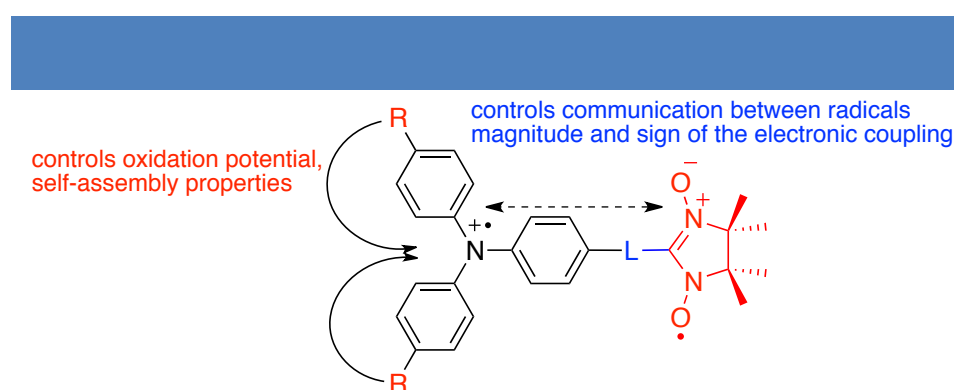 controls communication between radicals
magnitude and sign of the electronic coupling
controls oxidation potential,
self-assembly properties
R
O
−
N
+
+•
N
L
N
O
•
R